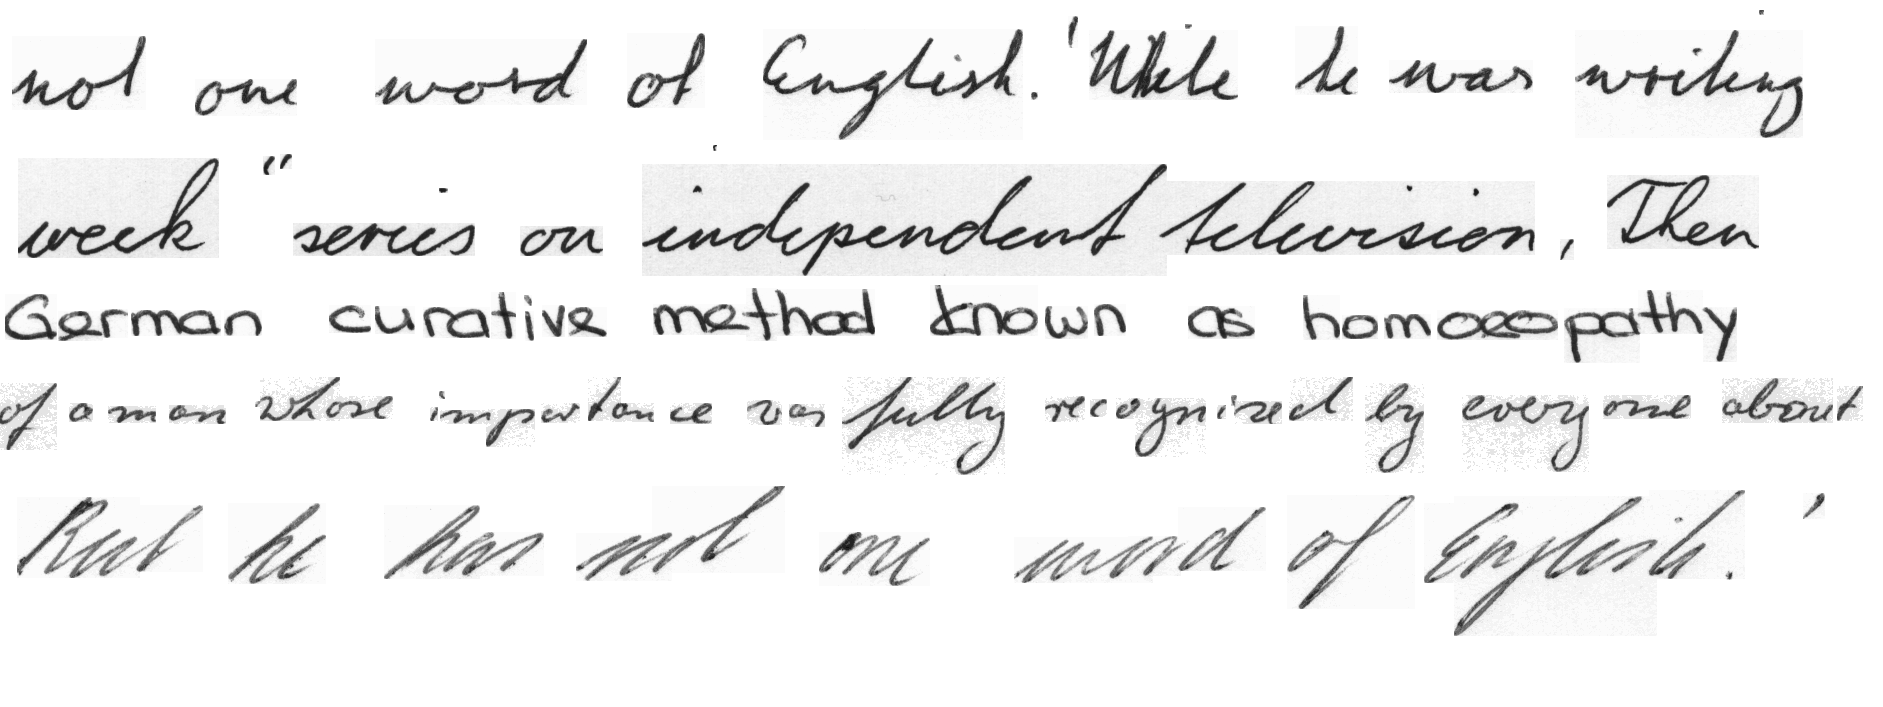 not one word of English. 'While he was writing
week" series on independent television, Then
German curative method known as homoeopathy
of a man whose importance was fully recognized by everyone about
But he has not one word of English.'